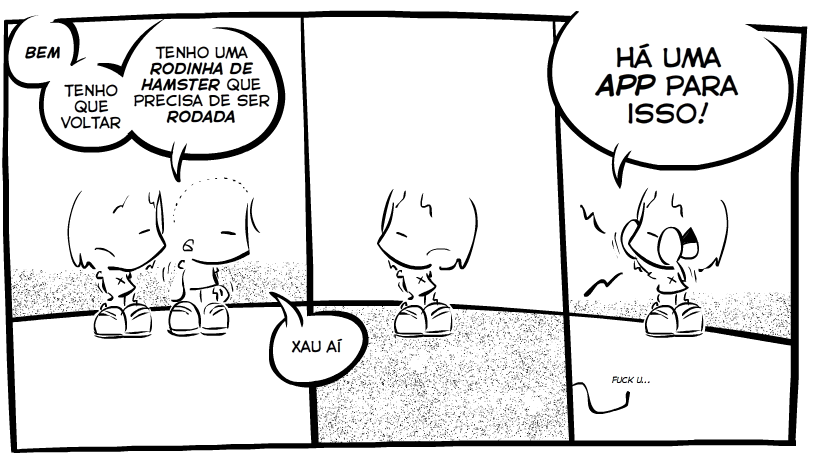 BEM
TENHO
QUE
VOLTAR
TENHO UMA
RODINHA DE
HAMSTER QUE
PRECISA DE SER
RODADA
XAU AÍ
HÁ UMA
APP PARA
ISSO!
FUCK U...